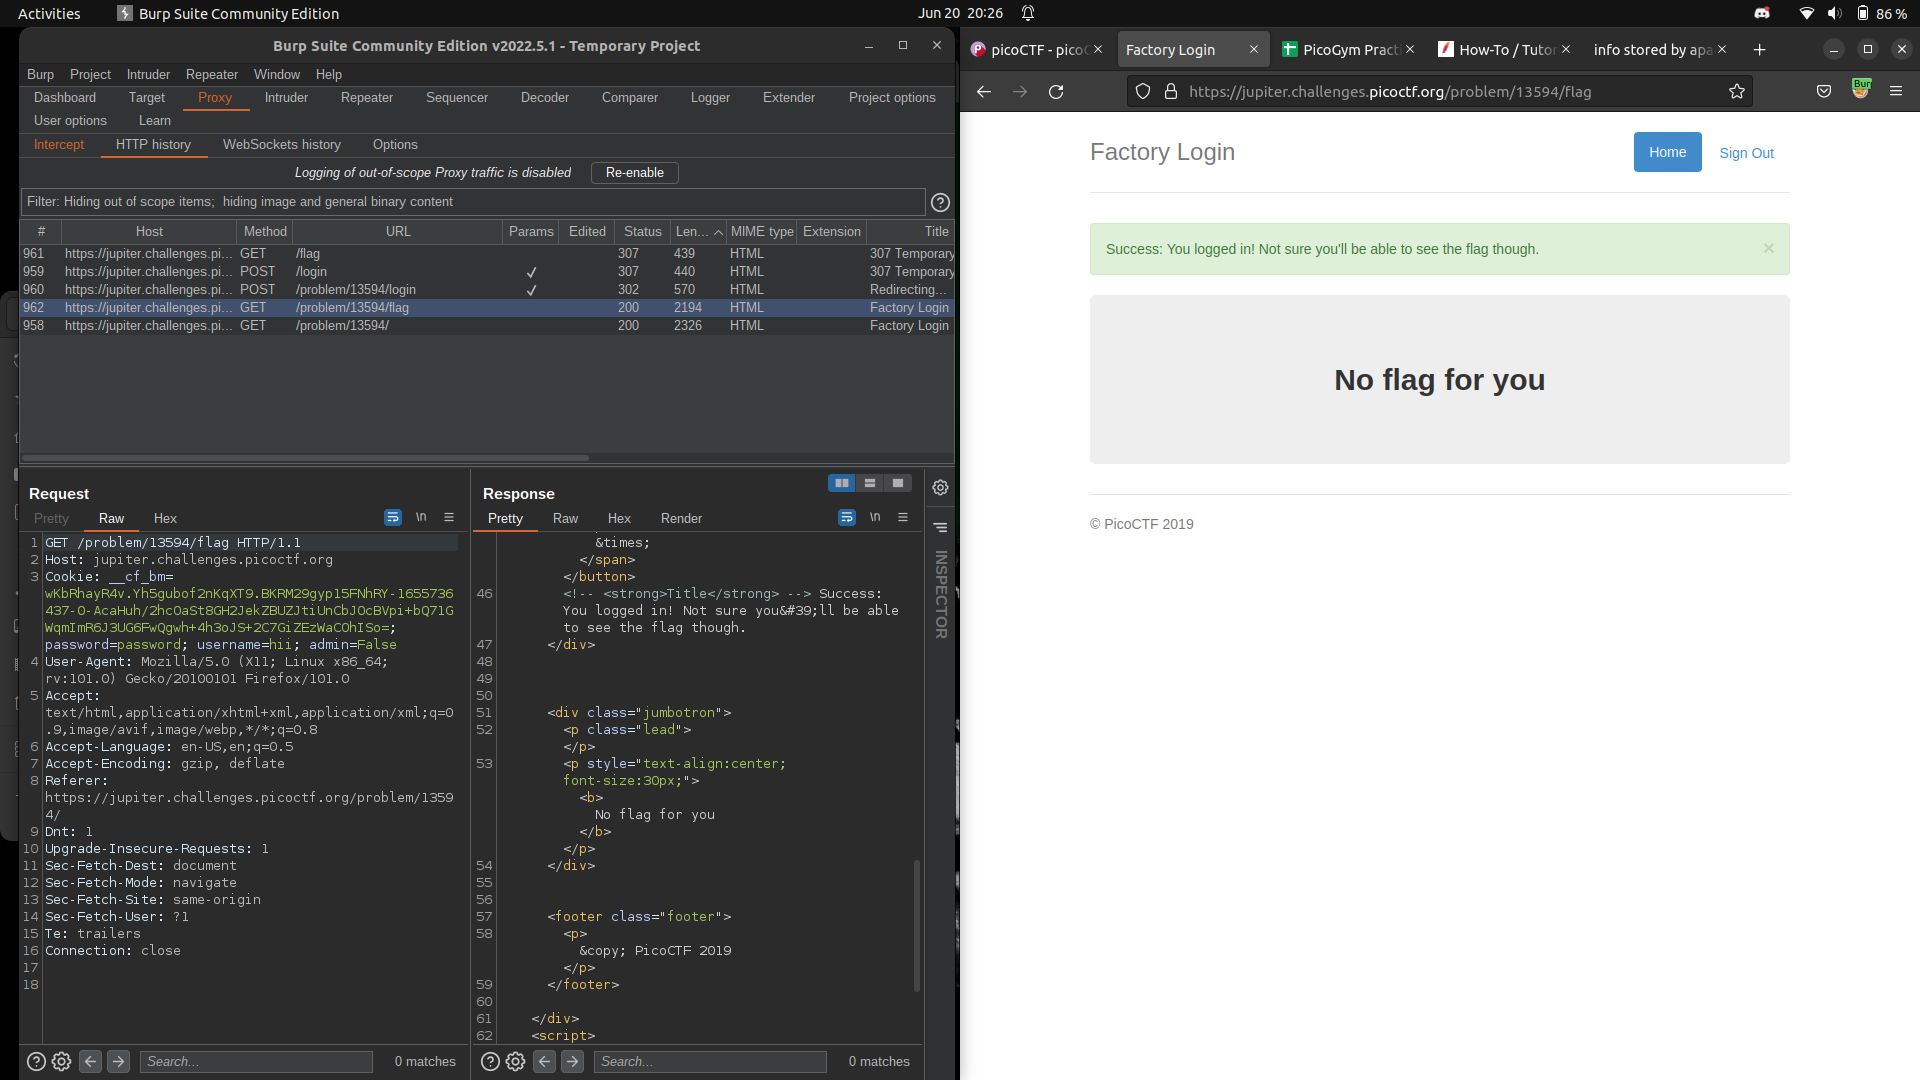 Activities Burp Suite Community Edition Jun 20 20:26 86 %
Burp Suite Community Edition v2022.5.1 - Temporary Project
Burp Project Intruder Repeater Window Help
Dashboard Target Proxy Intruder Repeater Sequencer Decoder Comparer Logger Extender Project options
User options Learn
Intercept HTTP history WebSockets history Options
Logging of out-of-scope Proxy traffic is disabled Re-enable
Filter: Hiding out of scope items; hiding image and general binary content
# Host Method URL Params Edited Status Len... MIME type Extension Title
961 https://jupiter.challenges.pi... GET /flag 307 439 HTML 307 Temporary
959 https://jupiter.challenges.pi... POST /login ✓ 307 440 HTML 307 Temporary
960 https://jupiter.challenges.pi... POST /problem/13594/login ✓ 302 570 HTML Redirecting...
962 https://jupiter.challenges.pi... GET /problem/13594/flag 200 2194 HTML Factory Login
958 https://jupiter.challenges.pi... GET /problem/13594/ 200 2326 HTML Factory Login
Request
Pretty Raw Hex \n
1 GET /problem/13594/flag HTTP/1.1
2 Host: jupiter.challenges.picoctf.org
3 Cookie: __cf_bm=
wKbRhayR4v.Yh5gubof2nKqXT9.BKRM29gyp15FNhRY-1655736
437-0-AcaHuh/2hcOaSt8GH2JekZBUZJtiUnCbJOcBVpi+bQ71G
WqmImR6J3UG6FwQgwh+4h3oJS+2C7GiZEzWaCOhISo=;
password=password; username=hii; admin=False
4 User-Agent: Mozilla/5.0 (X11; Linux x86_64;
rv:101.0) Gecko/20100101 Firefox/101.0
5 Accept:
text/html,application/xhtml+xml,application/xml;q=0
.9,image/avif,image/webp,*/*;q=0.8
6 Accept-Language: en-US,en;q=0.5
7 Accept-Encoding: gzip, deflate
8 Referer:
https://jupiter.challenges.picoctf.org/problem/1359
4/
9 Dnt: 1
10 Upgrade-Insecure-Requests: 1
11 Sec-Fetch-Dest: document
12 Sec-Fetch-Mode: navigate
13 Sec-Fetch-Site: same-origin
14 Sec-Fetch-User: ?1
15 Te: trailers
16 Connection: close
17
18
Search... 0 matches
Response
Pretty Raw Hex Render \n
&times;
</span>
</button>
46 <!-- <strong>Title</strong> --> Success:
You logged in! Not sure you&#39;ll be able
to see the flag though.
47 </div>
48
49
50
51 <div class="jumbotron">
52 <p class="lead">
</p>
53 <p style="text-align:center;
font-size:30px;">
<b>
No flag for you
</b>
</p>
54 </div>
55
56
57 <footer class="footer">
58 <p>
&copy; PicoCTF 2019
</p>
59 </footer>
60
61 </div>
62 <script>
Search... 0 matches
INSPECTOR
picoCTF - picoC Factory Login PicoGym Practi How-To / Tutor info stored by apa
https://jupiter.challenges.picoctf.org/problem/13594/flag
Bur
Factory Login Home Sign Out
Success: You logged in! Not sure you'll be able to see the flag though. ×
No flag for you
© PicoCTF 2019